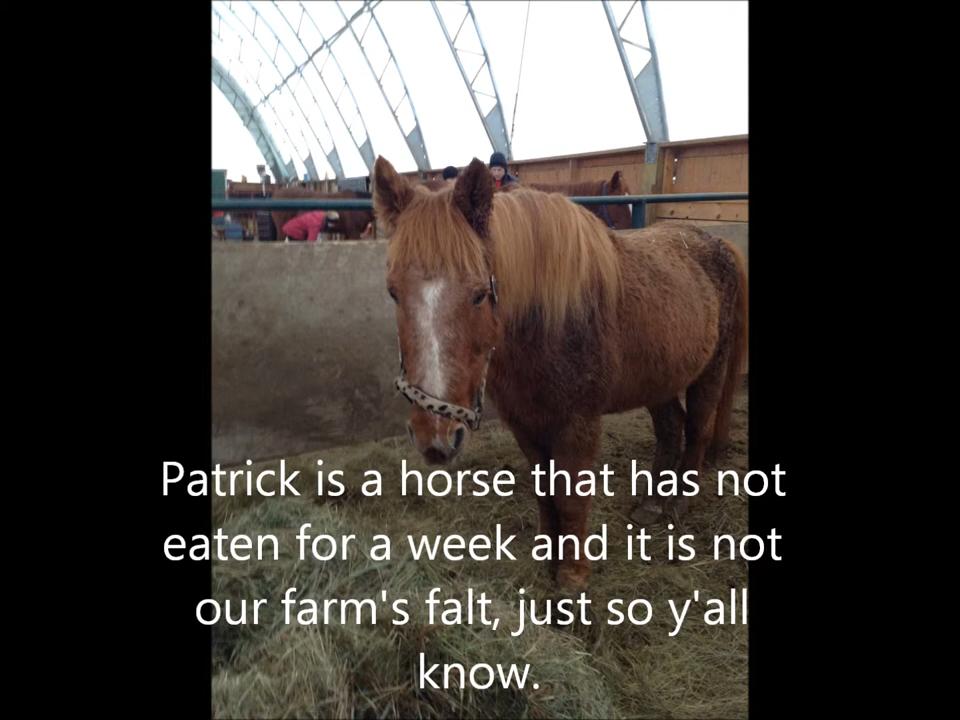 Patrick is a horse that has not
eaten for a week and it is not
our farm's falt, just so y'all
know.